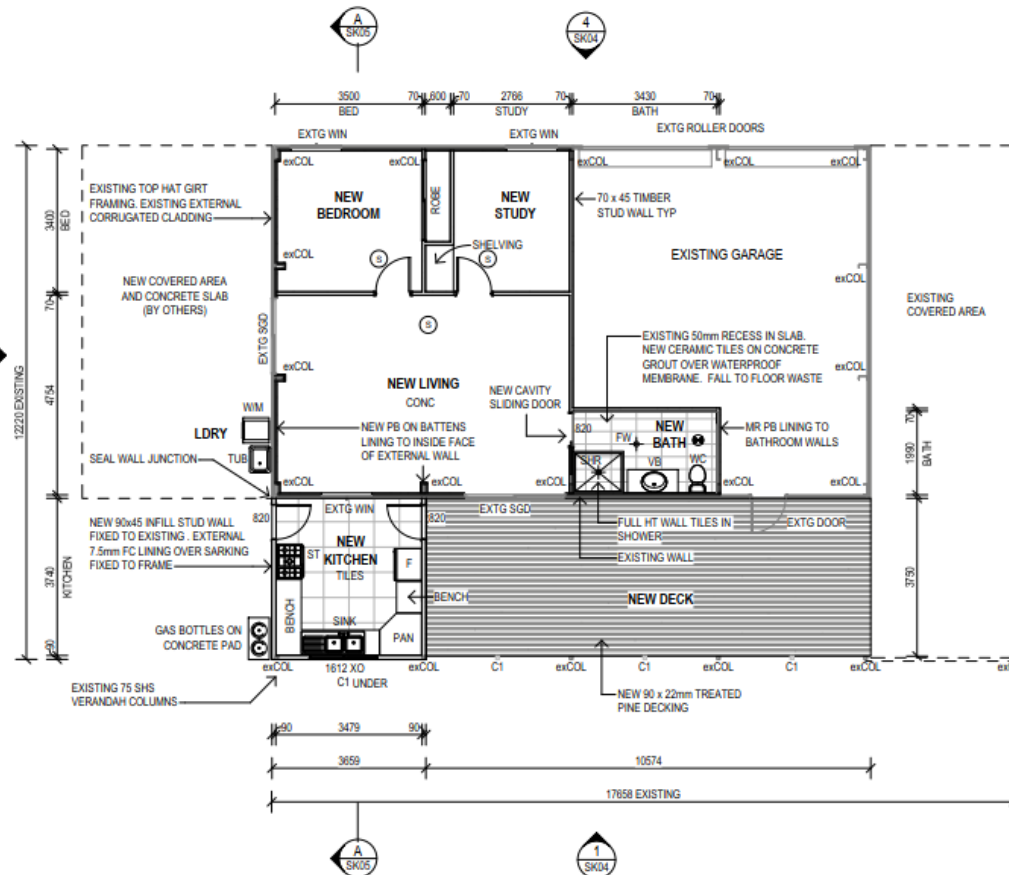 A
SK05
4
SK04
3500
70
600
70
2766
70
3430
70
BED
STUDY
BATH
EXTG WIN
EXTG WIN
EXTG ROLLER DOORS
exCOL
exCOL
exCOL
exCOL
exCOL
EXISTING TOP HAT GIRT
FRAMING. EXISTING EXTERNAL
CORRUGATED CLADDING
NEW
BEDROOM
ROBE
NEW
STUDY
70 x 45 TIMBER
STUD WALL TYP
3400
BED
SHELVING
EXISTING GARAGE
exCOL
S
S
exCOL
NEW COVERED AREA
AND CONCRETE SLAB
(BY OTHERS)
EXISTING
COVERED AREA
70
S
EXTG SGD
12220 EXISTING
4754
EXISTING 50mm RECESS IN SLAB.
NEW CERAMIC TILES ON CONCRETE
GROUT OVER WATERPROOF
MEMBRANE. FALL TO FLOOR WASTE
exCOL
exCOL
NEW LIVING
CONC
NEW CAVITY
SLIDING DOOR
W/M
LDRY
TUB
NEW PB ON BATTENS
LINING TO INSIDE FACE
OF EXTERNAL WALL
820
NEW
BATH
FW
SHR
VB
WC
MR PB LINING TO
BATHROOM WALLS
70
1990
BATH
SEAL WALL JUNCTION
exCOL
exCOL
exCOL
exCOL
exCOL
exCOL
EXTG WIN
EXTG SGD
EXTG DOOR
820
820
NEW 90x45 INFILL STUD WALL
FIXED TO EXISTING . EXTERNAL
7.5mm FC LINING OVER SARKING
FIXED TO FRAME
FULL HT WALL TILES IN
SHOWER
EXISTING WALL
ST
NEW
KITCHEN
TILES
F
3740
KITCHEN
3750
BENCH
BENCH
NEW DECK
SINK
PAN
GAS BOTTLES ON
CONCRETE PAD
90
exCOL
1612 XO
C1 UNDER
exCOL
C1
exCOL
C1
exCOL
C1
exCOL
EXISTING 75 SHS
VERANDAH COLUMNS
NEW 90 x 22mm TREATED
PINE DECKING
90
3479
90
3659
10574
17658 EXISTING
A
SK05
1
SK04